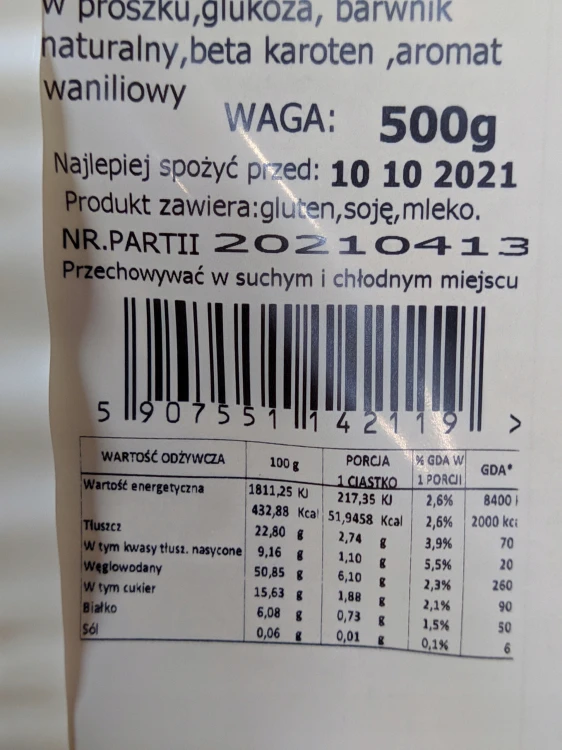 w proszku,glukoza, barwnik
naturalny,beta karoten ,aromat
waniliowy
WAGA: 500g
Najlepiej spożyć przed: 10 10 2021
Produkt zawiera:gluten,soję,mleko.
NR.PARTII 20210413
Przechowywać w suchym i chłodnym miejscu
5 907551 142119 >
WARTOŚĆ ODŻYWCZA 100 g PORCJA 1 CIASTKO % GDA W 1 PORCJI GDA*
Wartość energetyczna 1811,25 KJ 217,35 KJ 2,6% 8400
432,88 Kcal 51,9458 Kcal 2,6% 2000 kc
Tłuszcz 22,80 g 2,74 g 3,9% 70
W tym kwasy tłusz. nasycone 9,16 g 1,10 g 5,5% 20
Węglowodany 50,85 g 6,10 g 2,3% 260
W tym cukier 15,63 g 1,88 g 2,1% 90
Białko 6,08 g 0,73 g 1,5% 50
Sól 0,06 g 0,01 g 0,1% 6